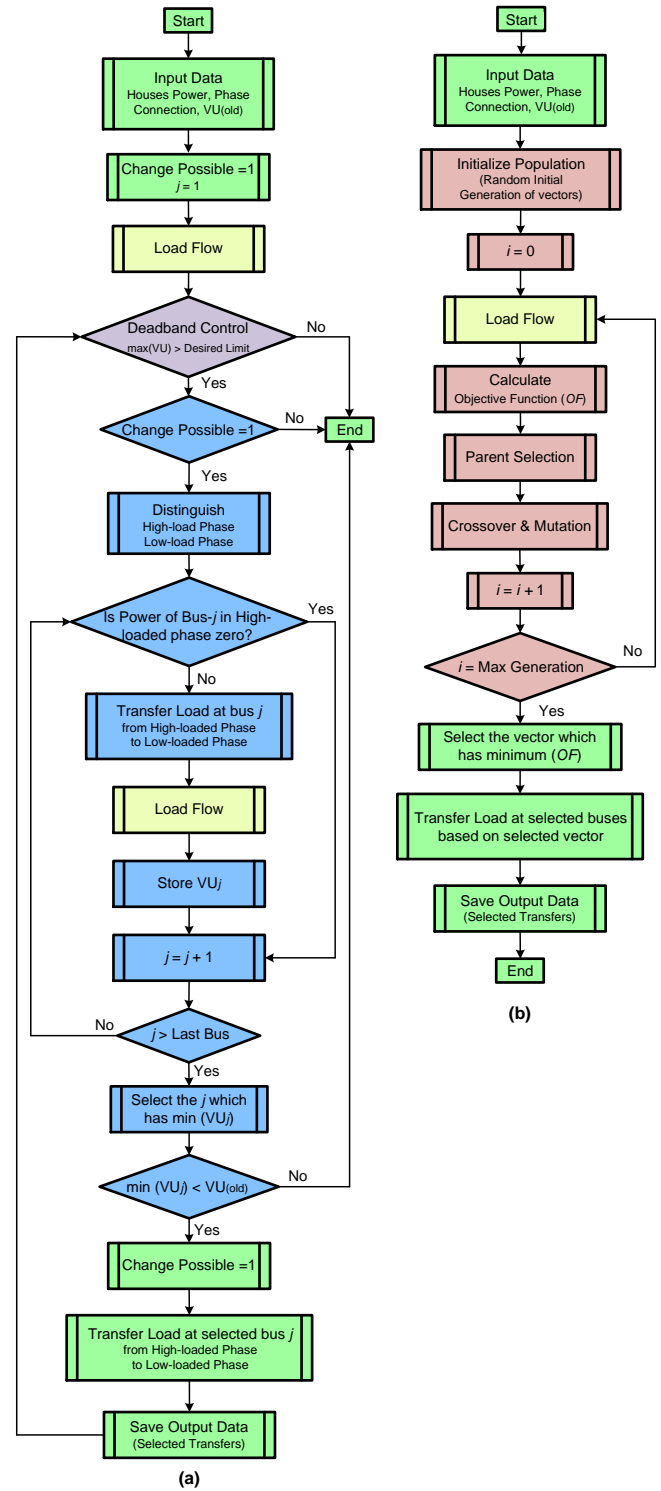 Start
Input Data
Houses Power, Phase
Connection, VU(old)
Change Possible =1
j = 1
Load Flow
Deadband Control
max(VU) > Desired Limit
No
Yes
Change Possible =1
No
End
Yes
Distinguish
High-load Phase
Low-load Phase
Is Power of Bus-j in High-
loaded phase zero?
Yes
No
Transfer Load at bus j
from High-loaded Phase
to Low-loaded Phase
Load Flow
Store VUj
j = j + 1
No
j > Last Bus
Yes
Select the j which
has min (VUj)
min (VUj) < VU(old)
No
Yes
Change Possible =1
Transfer Load at selected bus j
from High-loaded Phase
to Low-loaded Phase
Save Output Data
(Selected Transfers)
(a)
Start
Input Data
Houses Power, Phase
Connection, VU(old)
Initialize Population
(Random Initial
Generation of vectors)
i = 0
Load Flow
Calculate
Objective Function (OF)
Parent Selection
Crossover & Mutation
i = i + 1
No
i = Max Generation
Yes
Select the vector which
has minimum (OF)
Transfer Load at selected buses
based on selected vector
Save Output Data
(Selected Transfers)
End
(b)